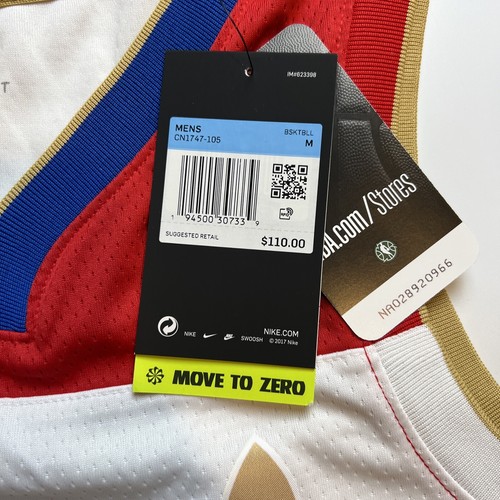 T
IM#623398
MENS
BSKTBLL
CN1747-105
M
1 94500 30733 9
SUGGESTED RETAIL
$110.00
NIKE
SWOOSH
NIKE.COM
© 2017 Nike
MOVE TO ZERO
BA.com/Stores
NA028920966